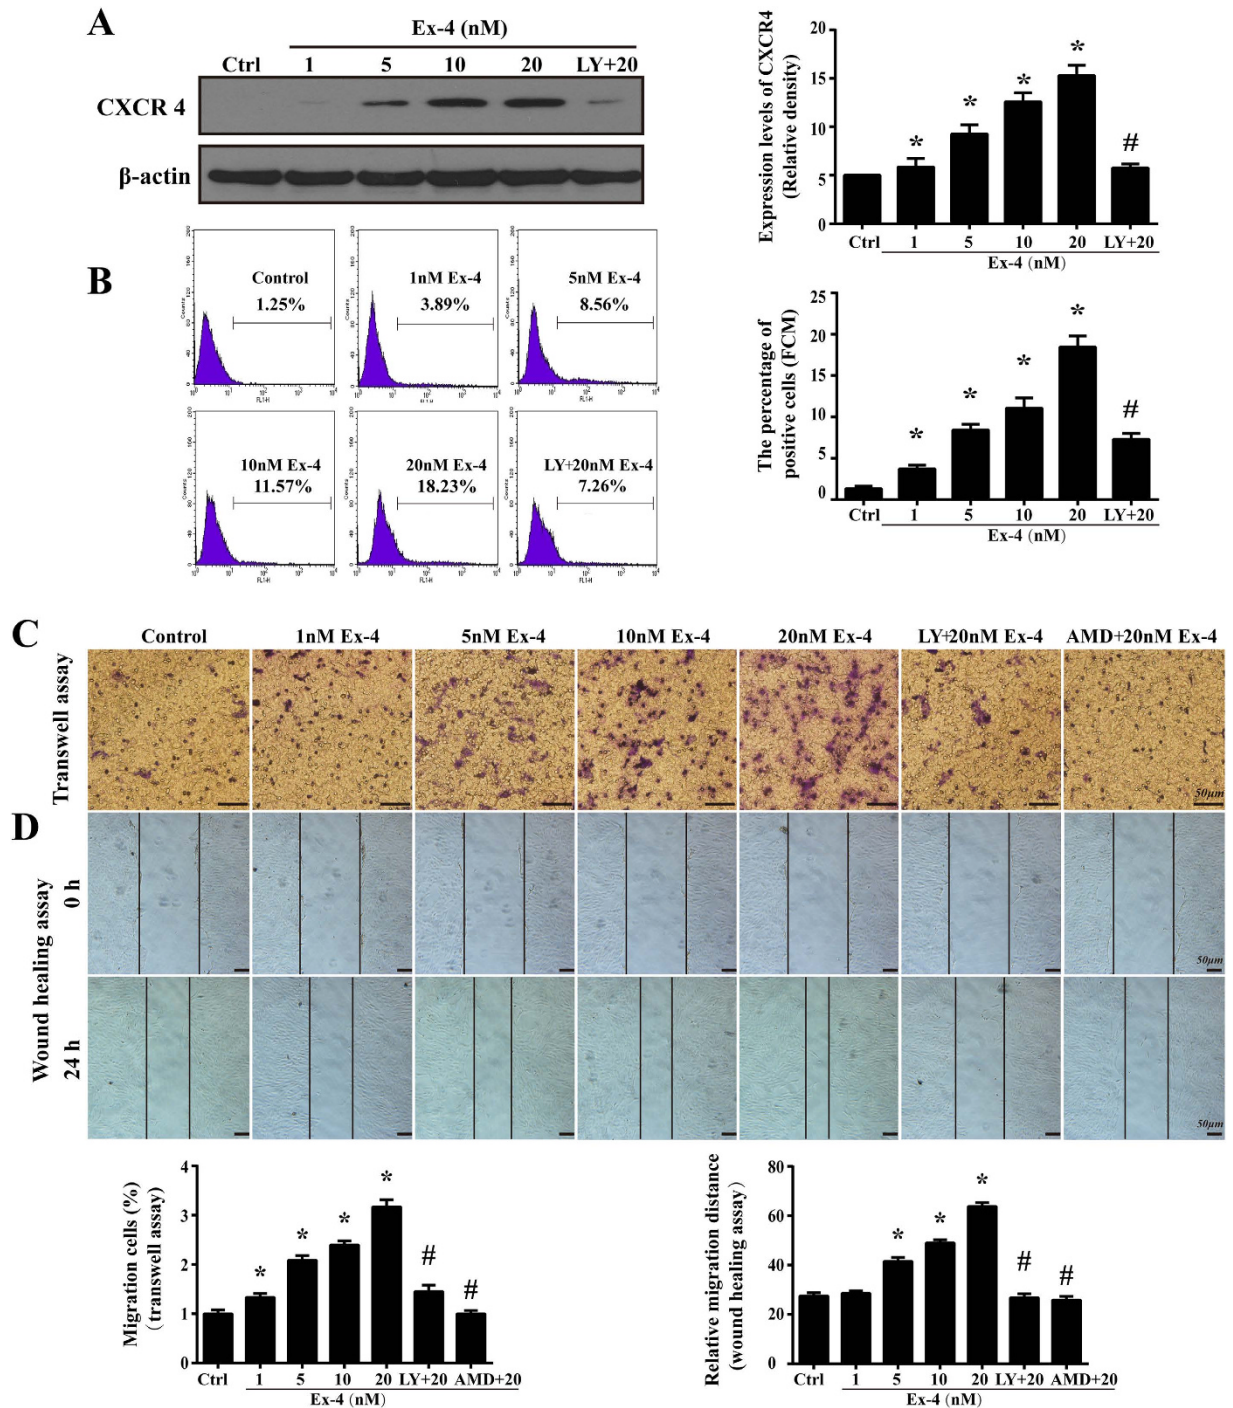 A
Ex-4 (nM)
Ctrl 1 5 10 20 LY+20
CXCR 4
β-actin
Expression levels of CXCR4
(Relative density)
20
15
10
5
0
Ctrl 1 5 10 20 LY+20
Ex-4 (nM)
* * * * #
B
Control
1.25%
1nM Ex-4
3.89%
5nM Ex-4
8.56%
10nM Ex-4
11.57%
20nM Ex-4
18.23%
LY+20nM Ex-4
7.26%
Counts
FL1-H
The percentage of
positive cells (FCM)
25
20
15
10
5
0
Ctrl 1 5 10 20 LY+20
Ex-4 (nM)
* * * * #
C
Control 1nM Ex-4 5nM Ex-4 10nM Ex-4 20nM Ex-4 LY+20nM Ex-4 AMD+20nM Ex-4
Transwell assay
50μm
D
Wound healing assay
0 h
50μm
24 h
50μm
Migration cells (%)
(transwell assay)
4
3
2
1
0
Ctrl 1 5 10 20 LY+20 AMD+20
Ex-4 (nM)
* * * * # #
Relative migration distance
(wound healing assay)
80
60
40
20
0
Ctrl 1 5 10 20 LY+20 AMD+20
Ex-4 (nM)
* * * # #